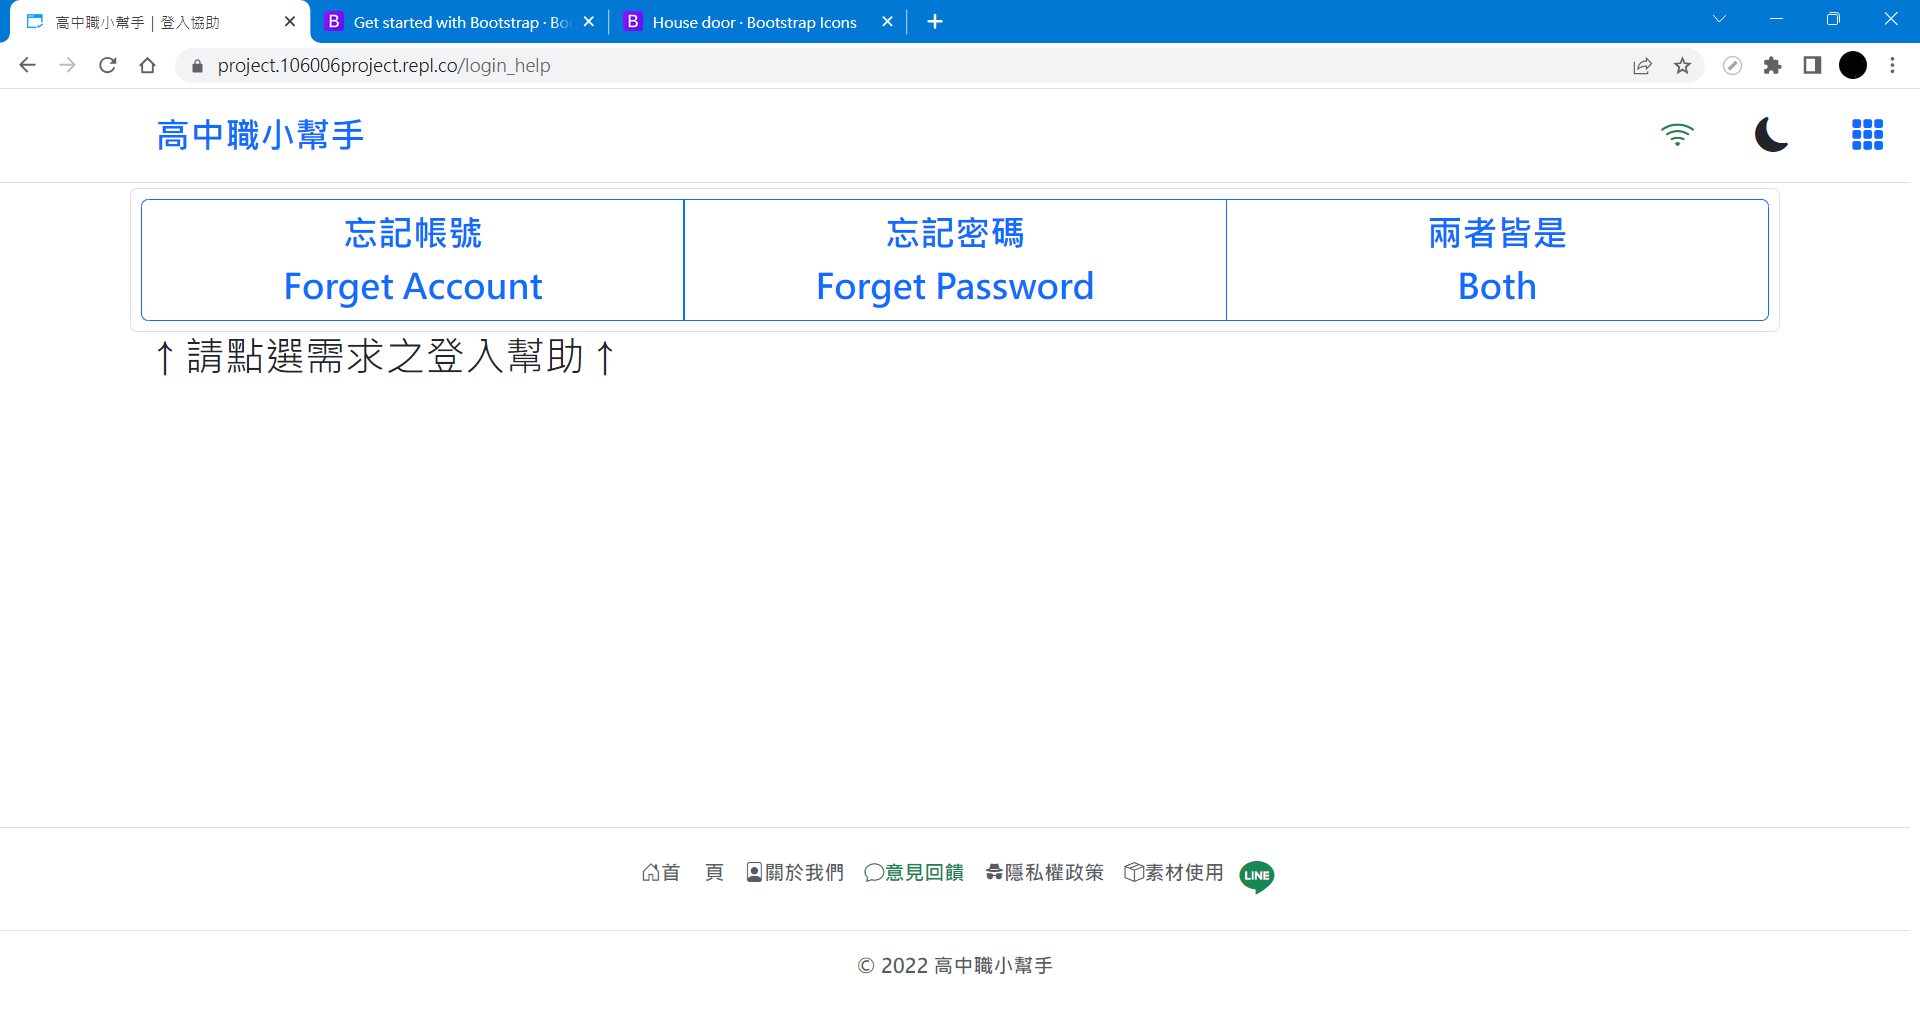 高中職小幫手 | 登入協助
Get started with Bootstrap · Bo
House door · Bootstrap Icons
project.106006project.repl.co/login_help
高中職小幫手
忘記帳號
Forget Account
忘記密碼
Forget Password
兩者皆是
Both
↑請點選需求之登入幫助↑
首 頁 關於我們 意見回饋 隱私權政策 素材使用 LINE
© 2022 高中職小幫手